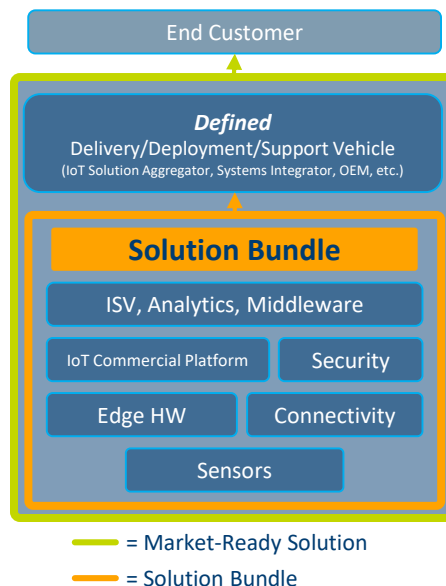 End Customer
Defined
Delivery/Deployment/Support Vehicle
(IoT Solution Aggregator, Systems Integrator, OEM, etc.)
Solution Bundle
ISV, Analytics, Middleware
IoT Commercial Platform
Security
Edge HW
Connectivity
Sensors
= Market-Ready Solution
= Solution Bundle